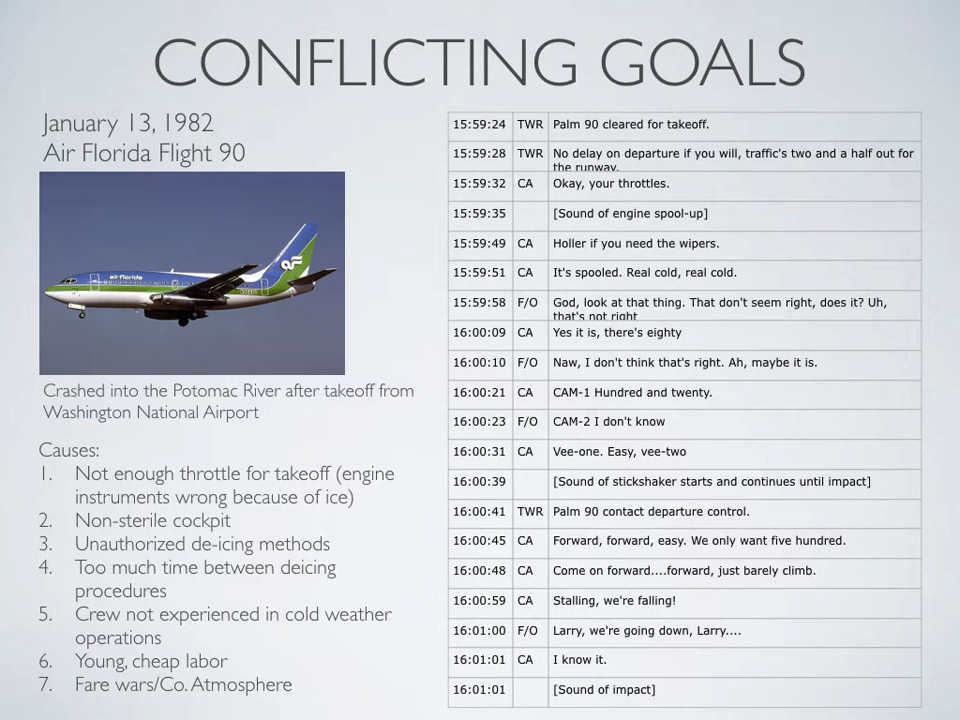 CONFLICTING GOALS
January 13, 1982
Air Florida Flight 90
air florida
Crashed into the Potomac River after takeoff from
Washington National Airport
Causes:
1. Not enough throttle for takeoff (engine
instruments wrong because of ice)
2. Non-sterile cockpit
3. Unauthorized de-icing methods
4. Too much time between deicing
procedures
5. Crew not experienced in cold weather
operations
6. Young, cheap labor
7. Fare wars/Co. Atmosphere
15:59:24 TWR Palm 90 cleared for takeoff.
15:59:28 TWR No delay on departure if you will, traffic's two and a half out for
the runway.
15:59:32 CA Okay, your throttles.
15:59:35 [Sound of engine spool-up]
15:59:49 CA Holler if you need the wipers.
15:59:51 CA It's spooled. Real cold, real cold.
15:59:58 F/O God, look at that thing. That don't seem right, does it? Uh,
that's not right
16:00:09 CA Yes it is, there's eighty
16:00:10 F/O Naw, I don't think that's right. Ah, maybe it is.
16:00:21 CA CAM-1 Hundred and twenty.
16:00:23 F/O CAM-2 I don't know
16:00:31 CA Vee-one. Easy, vee-two
16:00:39 [Sound of stickshaker starts and continues until impact]
16:00:41 TWR Palm 90 contact departure control.
16:00:45 CA Forward, forward, easy. We only want five hundred.
16:00:48 CA Come on forward....forward, just barely climb.
16:00:59 CA Stalling, we're falling!
16:01:00 F/O Larry, we're going down, Larry....
16:01:01 CA I know it.
16:01:01 [Sound of impact]